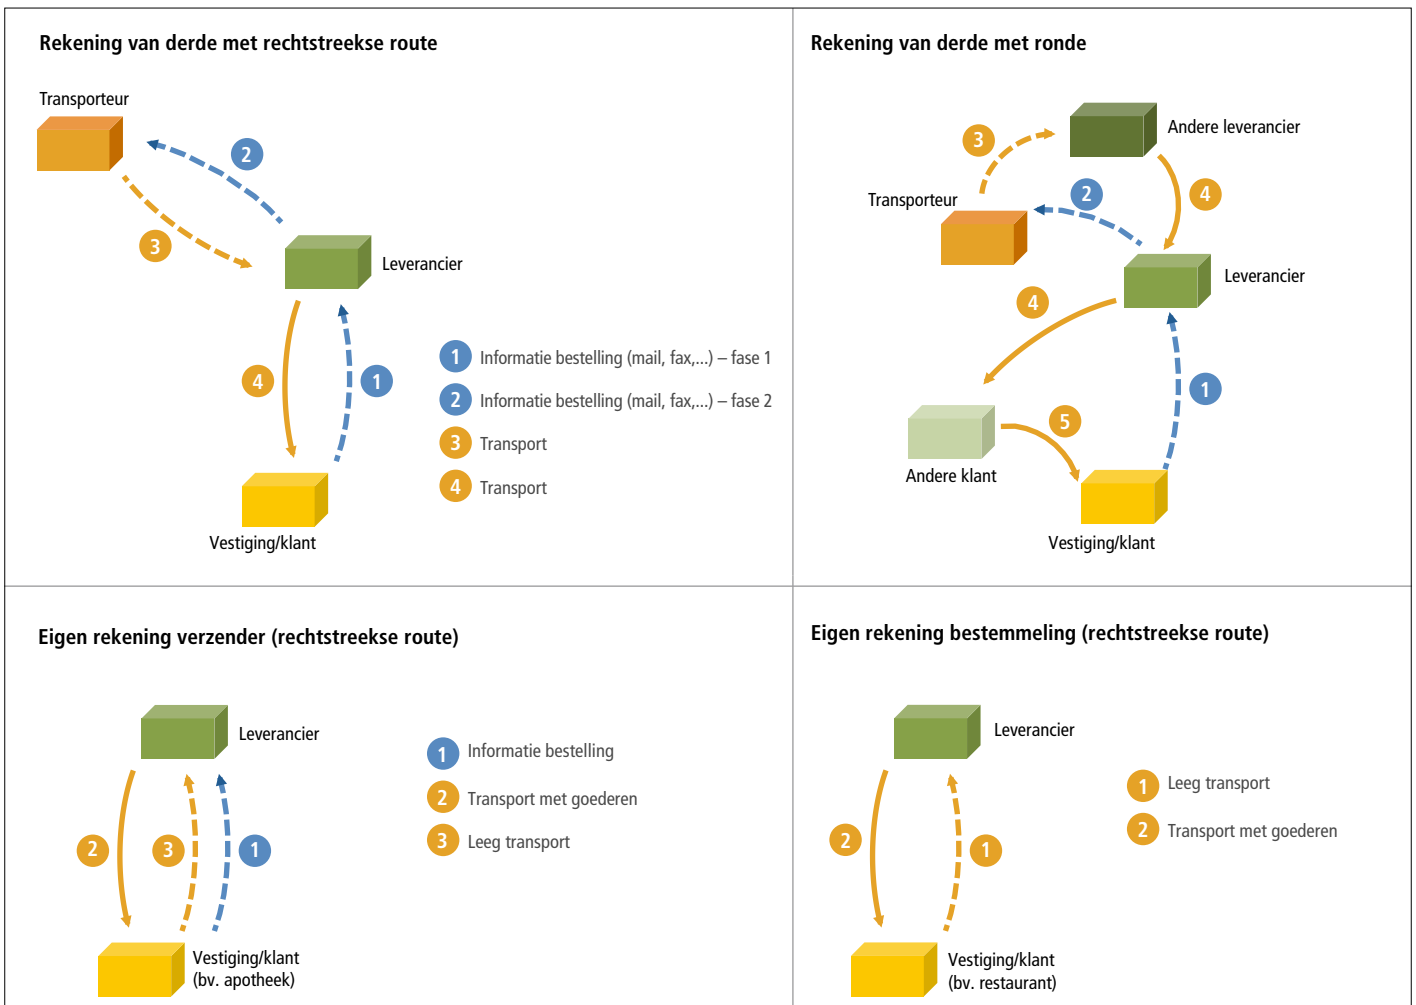 Rekening van derde met rechtstreekse route
Transporteur
2
3
Leverancier
4
1
1 Informatie bestelling (mail, fax,...) – fase 1
2 Informatie bestelling (mail, fax,...) – fase 2
3 Transport
4 Transport
Vestiging/klant
Rekening van derde met ronde
3
Andere leverancier
Transporteur
2
4
Leverancier
4
1
5
Andere klant
Vestiging/klant
Eigen rekening verzender (rechtstreekse route)
Leverancier
2
3
1
1 Informatie bestelling
2 Transport met goederen
3 Leeg transport
Vestiging/klant
(bv. apotheek)
Eigen rekening bestemmeling (rechtstreekse route)
Leverancier
2
1
1 Leeg transport
2 Transport met goederen
Vestiging/klant
(bv. restaurant)